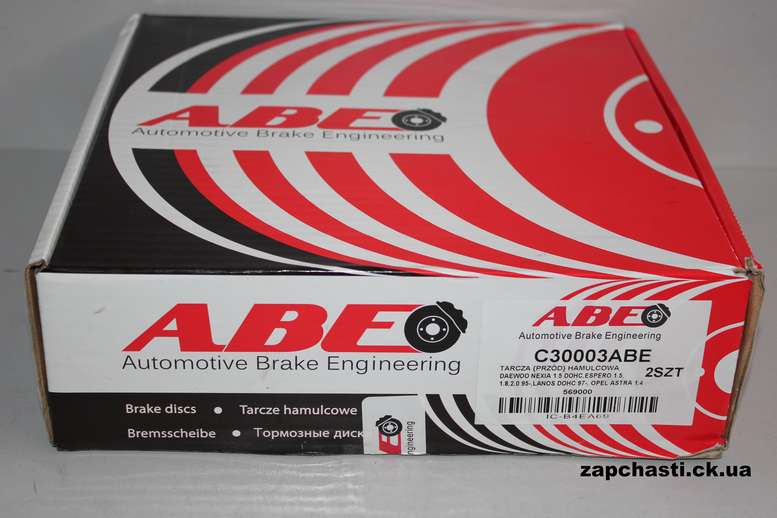 ABE
Automotive Brake Engineering
ABE
Automotive Brake Engineering
Brake discs • Tarcze hamulcowe
Bremsscheibe • Тормозные диск
ABE
Automotive Brake Engineering
C30003ABE
TARCZA (PRZÓD) HAMULCOWA
DAEWOO NEXIA 1.5 DOHC,ESPERO 1.5,
1.8,2.0 95-,LANOS DOHC 97-, OPEL ASTRA 1.4
2SZT
569000
IC-B4EA69
zapchasti.ck.ua